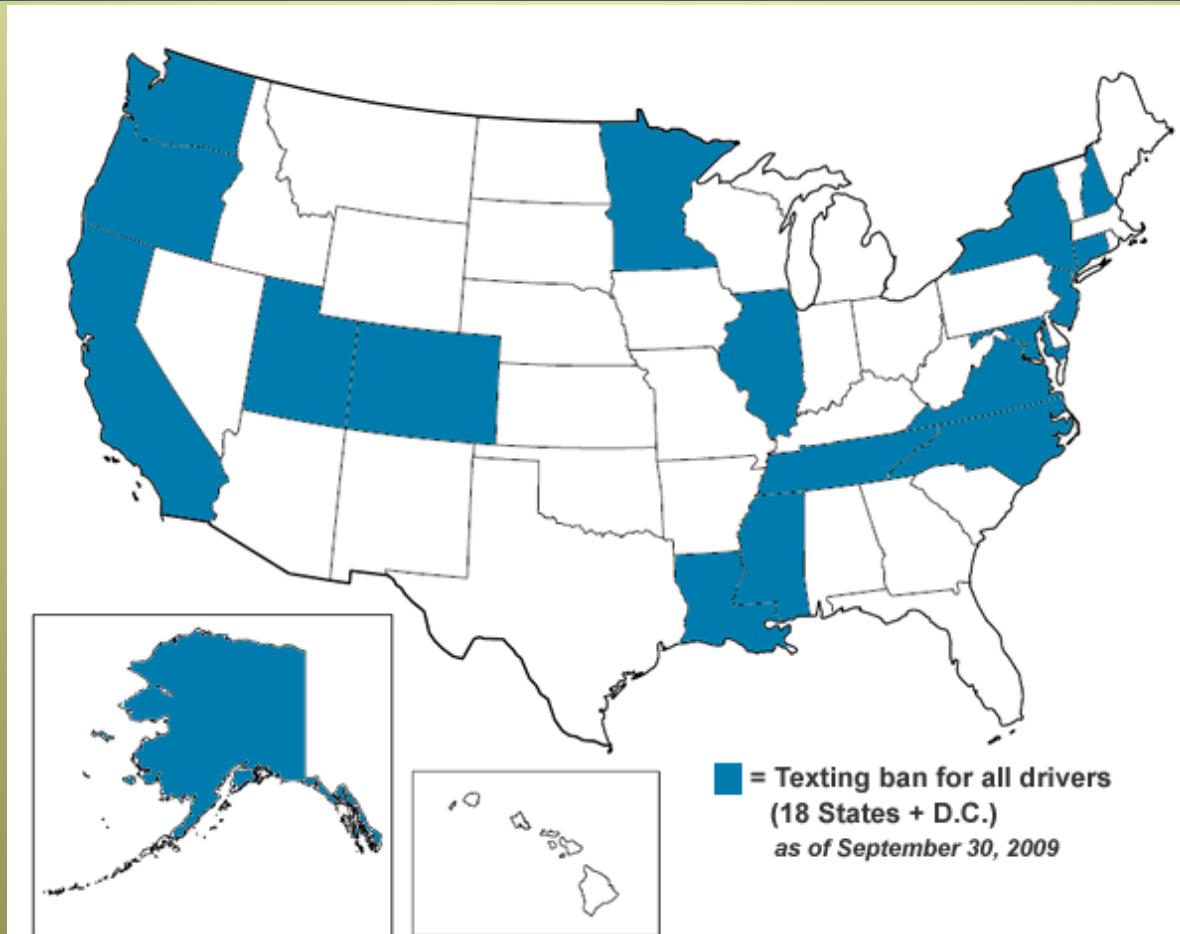 = Texting ban for all drivers
(18 States + D.C.)
as of September 30, 2009